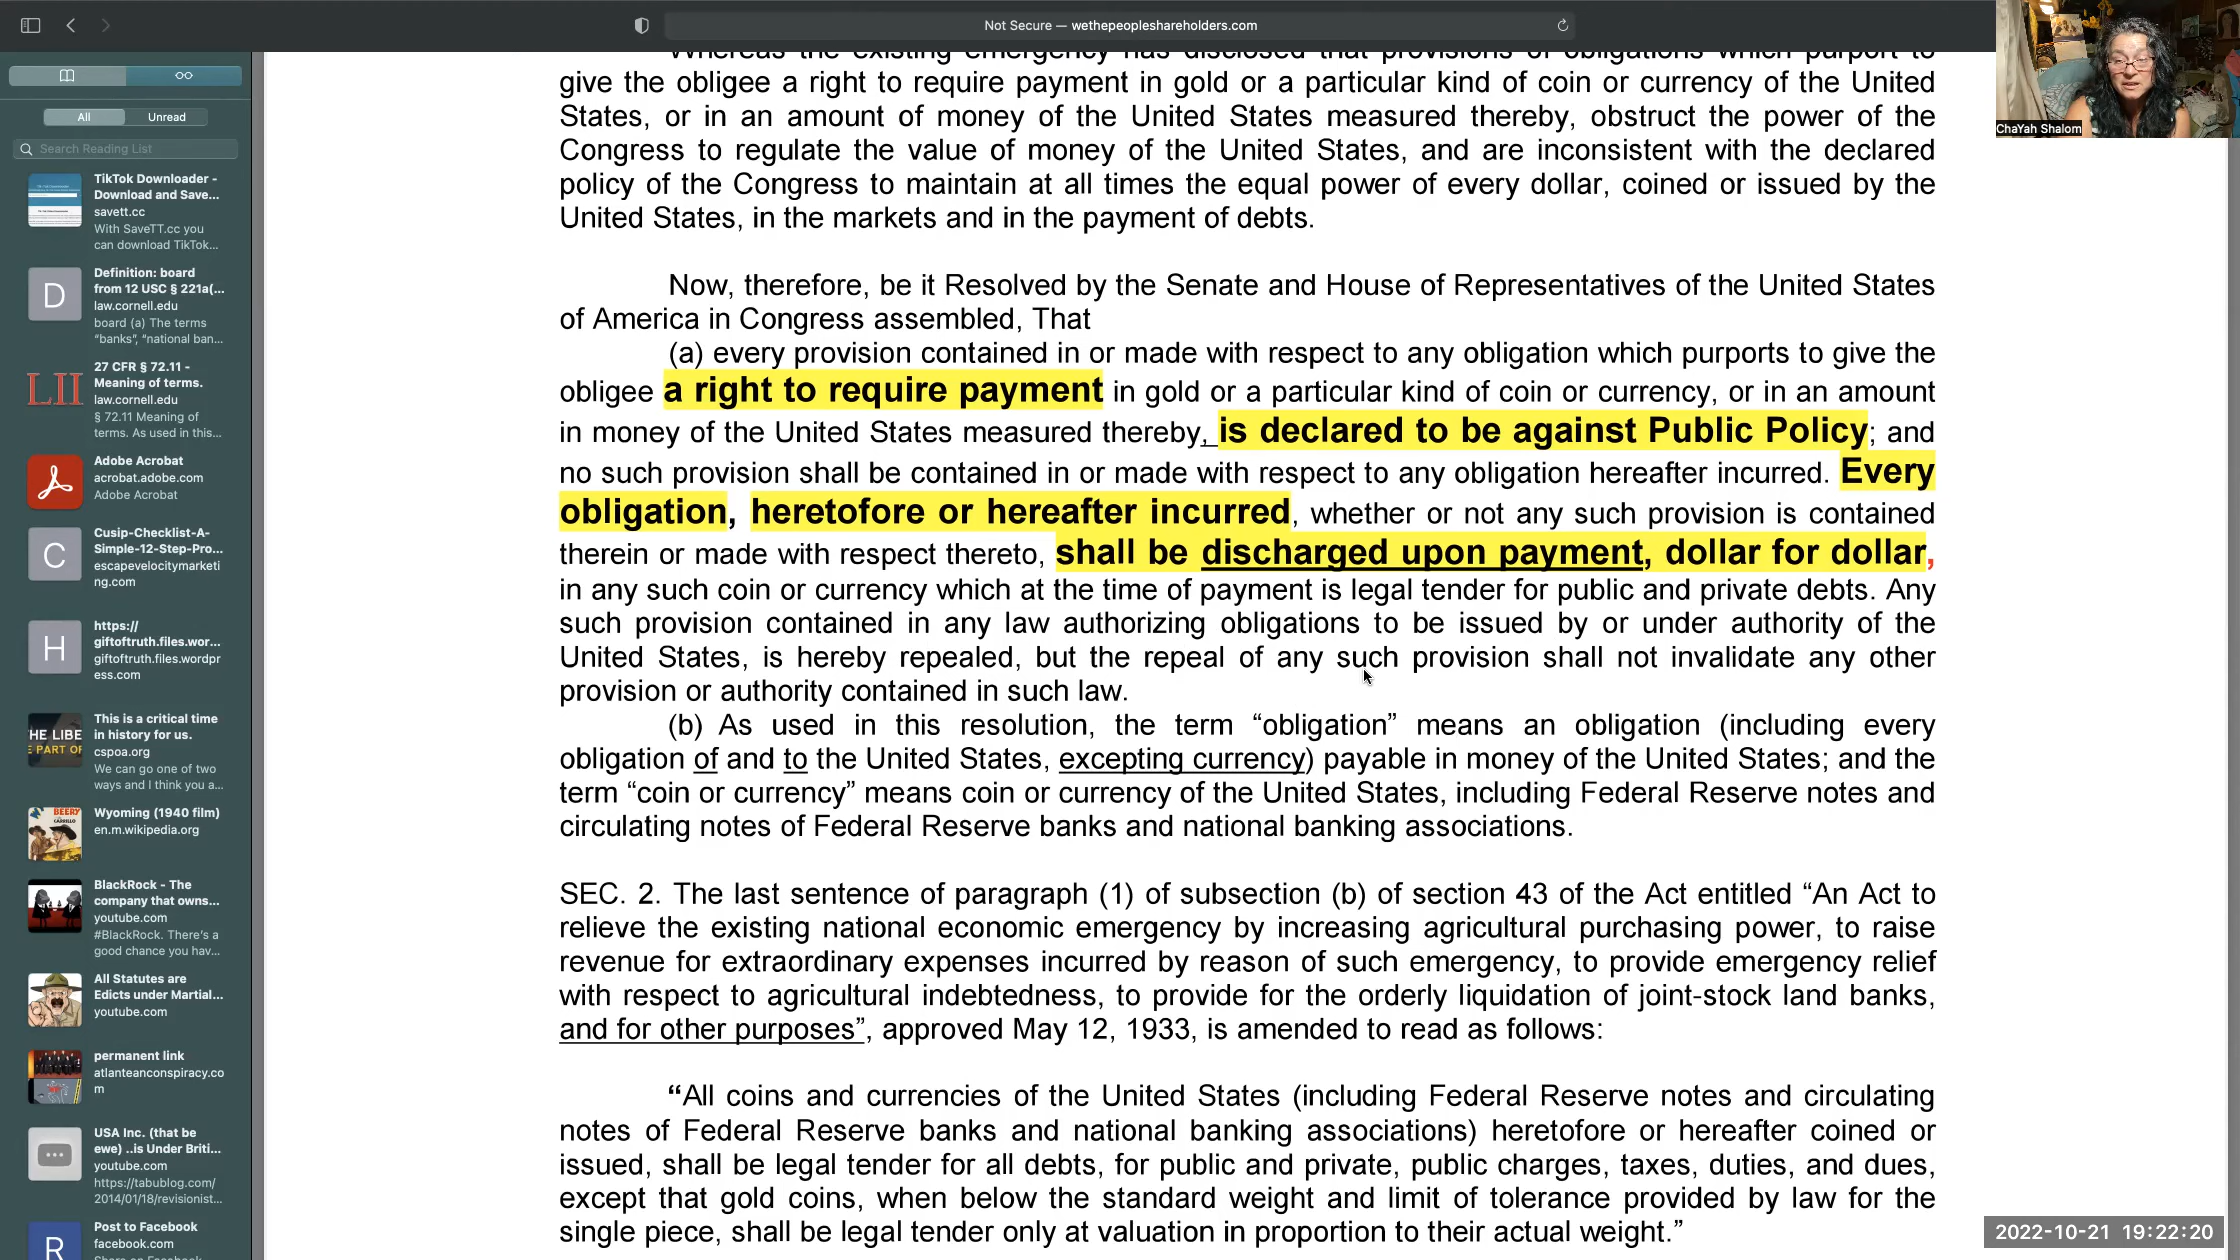 Not Secure — wethepeopleshareholders.com
ChaYah Shalom
All
Unread
Search Reading List
TikTok Downloader -
Download and Save...
savett.cc
With SaveTT.cc you
can download TikTok...
D
Definition: board
from 12 USC § 221a(...
law.cornell.edu
board (a) The terms
“banks”, “national ban...
LII
27 CFR § 72.11 -
Meaning of terms.
law.cornell.edu
§ 72.11 Meaning of
terms. As used in this...
Adobe Acrobat
acrobat.adobe.com
Adobe Acrobat
C
Cusip-Checklist-A-
Simple-12-Step-Pro...
escapevelocitymarketi
ng.com
H
https://
giftoftruth.files.wor...
giftoftruth.files.wordpr
ess.com
THE LIBE
E PART OF
This is a critical time
in history for us.
cspoa.org
We can go one of two
ways and I think you a...
BEERY
Wyoming (1940 film)
en.m.wikipedia.org
BlackRock - The
company that owns...
youtube.com
#BlackRock. There's a
good chance you hav...
All Statutes are
Edicts under Martial...
youtube.com
permanent link
atlanteanconspiracy.co
m
USA Inc. (that be
ewe) ..is Under Briti...
youtube.com
https://tabublog.com/
2014/01/18/revisionist...
R
Post to Facebook
facebook.com
Whereas the existing emergency has disclosed that provisions of obligations which purport to
give the obligee a right to require payment in gold or a particular kind of coin or currency of the United
States, or in an amount of money of the United States measured thereby, obstruct the power of the
Congress to regulate the value of money of the United States, and are inconsistent with the declared
policy of the Congress to maintain at all times the equal power of every dollar, coined or issued by the
United States, in the markets and in the payment of debts.
Now, therefore, be it Resolved by the Senate and House of Representatives of the United States
of America in Congress assembled, That
(a) every provision contained in or made with respect to any obligation which purports to give the
obligee a right to require payment in gold or a particular kind of coin or currency, or in an amount
in money of the United States measured thereby, is declared to be against Public Policy; and
no such provision shall be contained in or made with respect to any obligation hereafter incurred. Every
obligation, heretofore or hereafter incurred, whether or not any such provision is contained
therein or made with respect thereto, shall be discharged upon payment, dollar for dollar,
in any such coin or currency which at the time of payment is legal tender for public and private debts. Any
such provision contained in any law authorizing obligations to be issued by or under authority of the
United States, is hereby repealed, but the repeal of any such provision shall not invalidate any other
provision or authority contained in such law.
(b) As used in this resolution, the term “obligation” means an obligation (including every
obligation of and to the United States, excepting currency) payable in money of the United States; and the
term “coin or currency” means coin or currency of the United States, including Federal Reserve notes and
circulating notes of Federal Reserve banks and national banking associations.
SEC. 2. The last sentence of paragraph (1) of subsection (b) of section 43 of the Act entitled “An Act to
relieve the existing national economic emergency by increasing agricultural purchasing power, to raise
revenue for extraordinary expenses incurred by reason of such emergency, to provide emergency relief
with respect to agricultural indebtedness, to provide for the orderly liquidation of joint-stock land banks,
and for other purposes”, approved May 12, 1933, is amended to read as follows:
“All coins and currencies of the United States (including Federal Reserve notes and circulating
notes of Federal Reserve banks and national banking associations) heretofore or hereafter coined or
issued, shall be legal tender for all debts, for public and private, public charges, taxes, duties, and dues,
except that gold coins, when below the standard weight and limit of tolerance provided by law for the
single piece, shall be legal tender only at valuation in proportion to their actual weight.”
2022-10-21 19:22:20